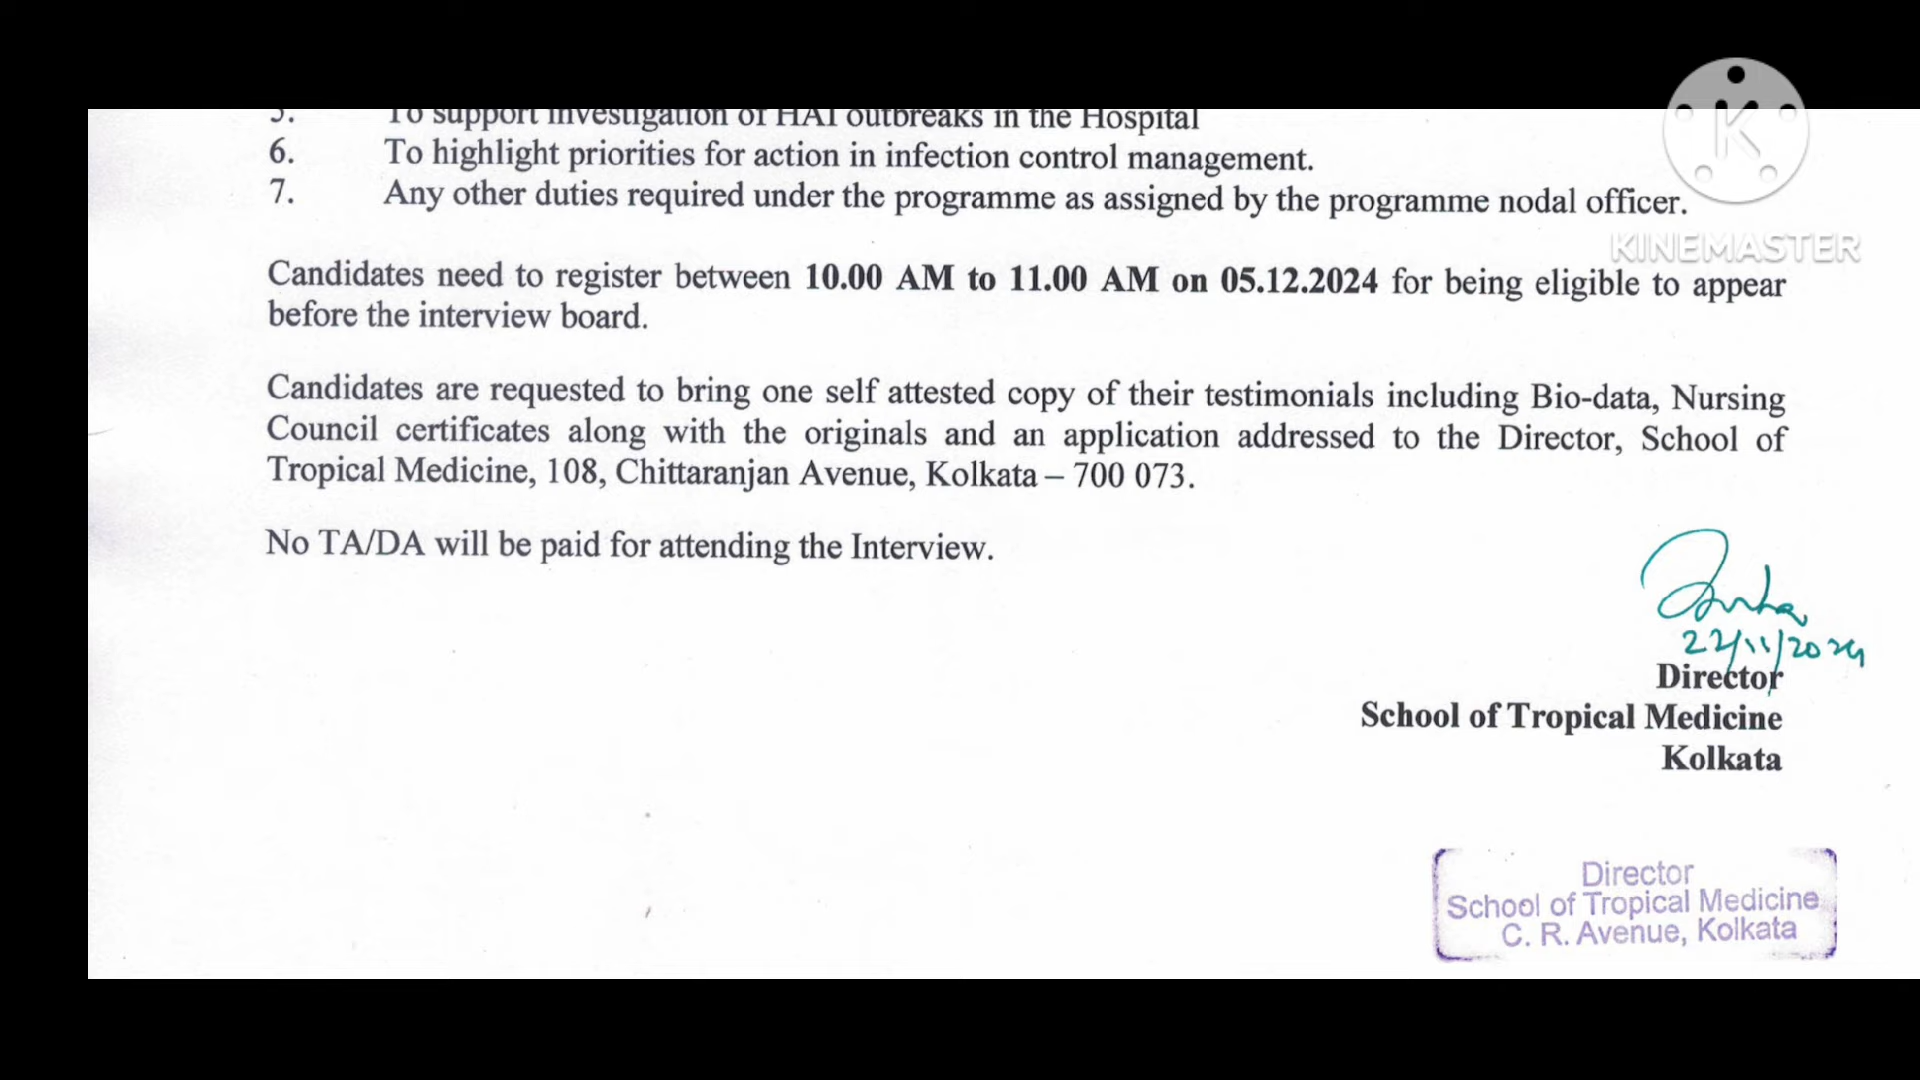 5. To support investigation of HAI outbreaks in the Hospital
6. To highlight priorities for action in infection control management.
7. Any other duties required under the programme as assigned by the programme nodal officer.
K
KINEMASTER
Candidates need to register between 10.00 AM to 11.00 AM on 05.12.2024 for being eligible to appear
before the interview board.
Candidates are requested to bring one self attested copy of their testimonials including Bio-data, Nursing
Council certificates along with the originals and an application addressed to the Director, School of
Tropical Medicine, 108, Chittaranjan Avenue, Kolkata – 700 073.
No TA/DA will be paid for attending the Interview.
22/11/2024
Director
School of Tropical Medicine
Kolkata
Director
School of Tropical Medicine
C. R. Avenue, Kolkata